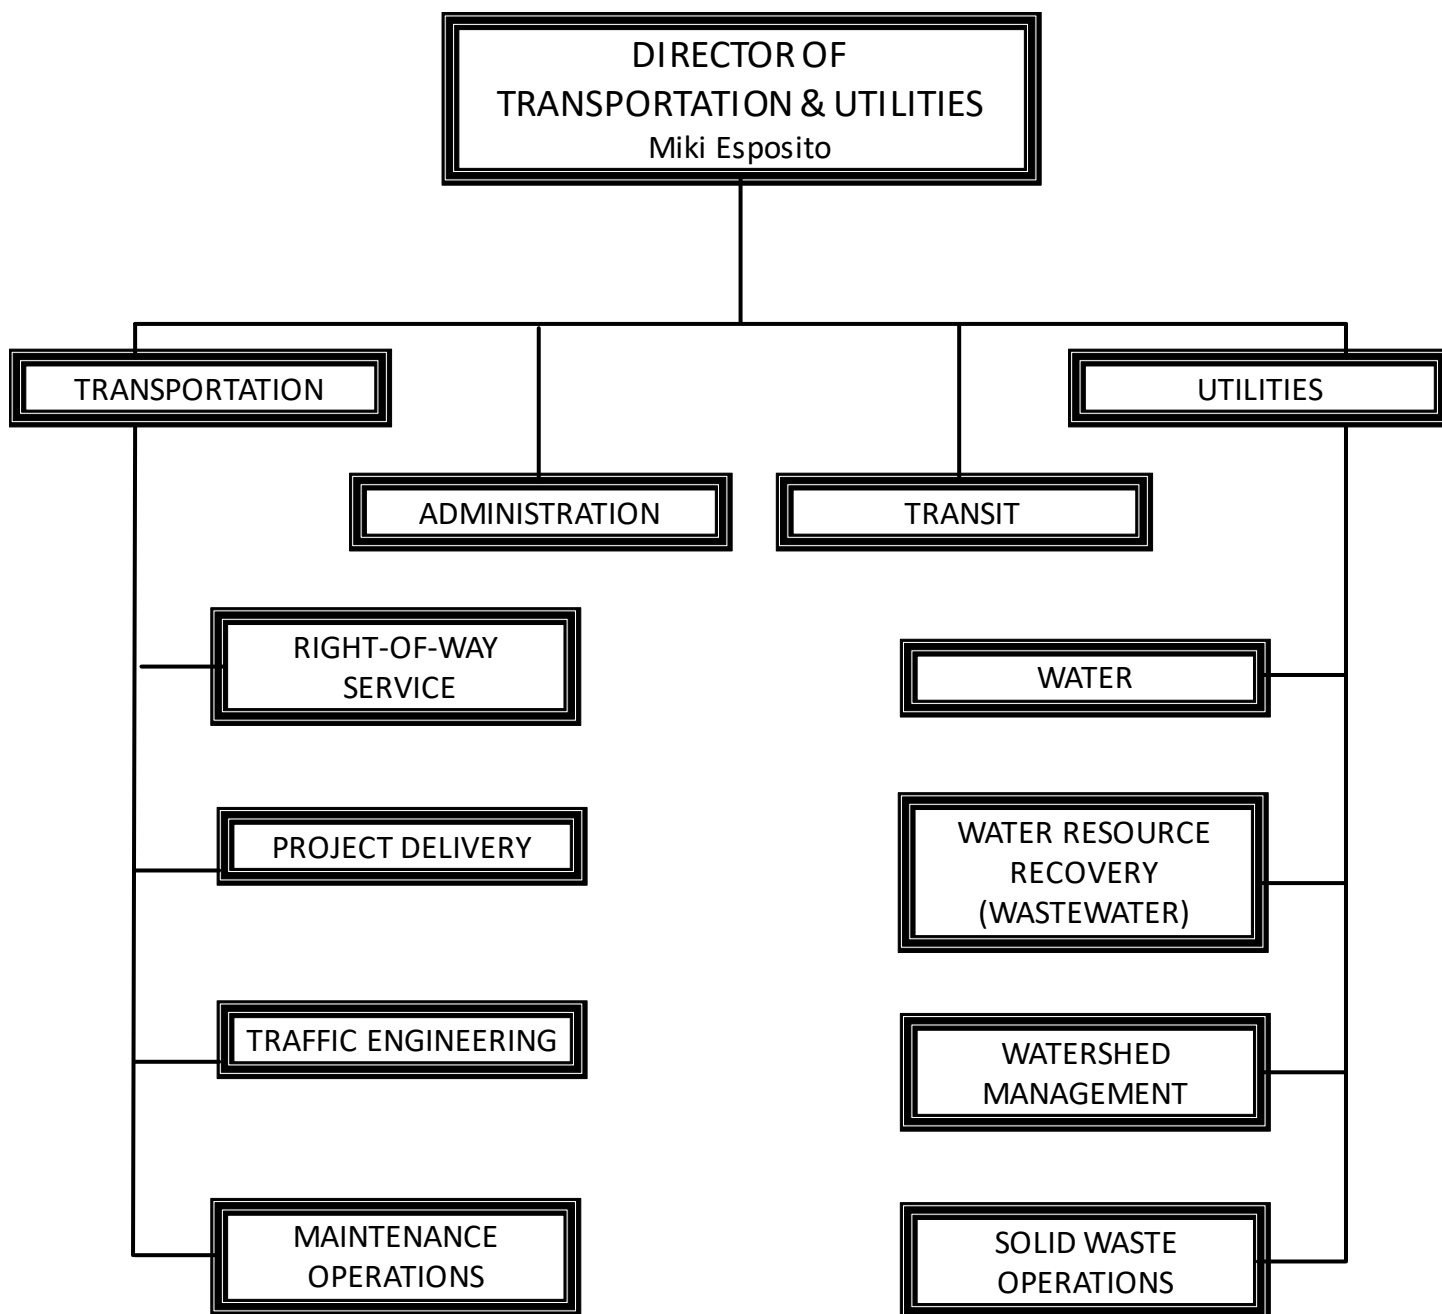 DIRECTOR OF
TRANSPORTATION & UTILITIES
Miki Esposito
TRANSPORTATION
UTILITIES
ADMINISTRATION
TRANSIT
RIGHT-OF-WAY
SERVICE
WATER
PROJECT DELIVERY
WATER RESOURCE
RECOVERY
(WASTEWATER)
TRAFFIC ENGINEERING
WATERSHED
MANAGEMENT
MAINTENANCE
OPERATIONS
SOLID WASTE
OPERATIONS